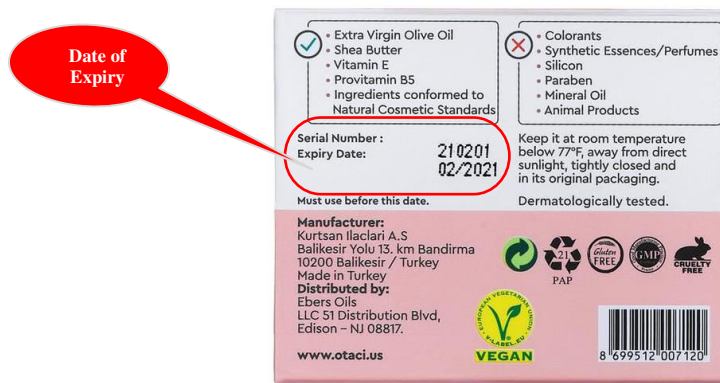 Date of
Expiry
• Extra Virgin Olive Oil
• Shea Butter
• Vitamin E
• Provitamin B5
• Ingredients conformed to
Natural Cosmetic Standards
• Colorants
• Synthetic Essences/Perfumes
• Silicon
• Paraben
• Mineral Oil
• Animal Products
Serial Number :
Expiry Date:
210201
02/2021
Must use before this date.
Keep it at room temperature
below 77°F, away from direct
sunlight, tightly closed and
in its original packaging.
Dermatologically tested.
Manufacturer:
Kurtsan Ilaclari A.S
Balikesir Yolu 13. km Bandirma
10200 Balikesir / Turkey
Made in Turkey
Distributed by:
Ebers Oils
LLC 51 Distribution Blvd,
Edison – NJ 08817.
www.otaci.us
21
PAP
Gluten
FREE
GMP
CRUELTY
FREE
EUROPEAN VEGETARIAN UNION
V-LABEL.EU
VEGAN
8 699512 007120